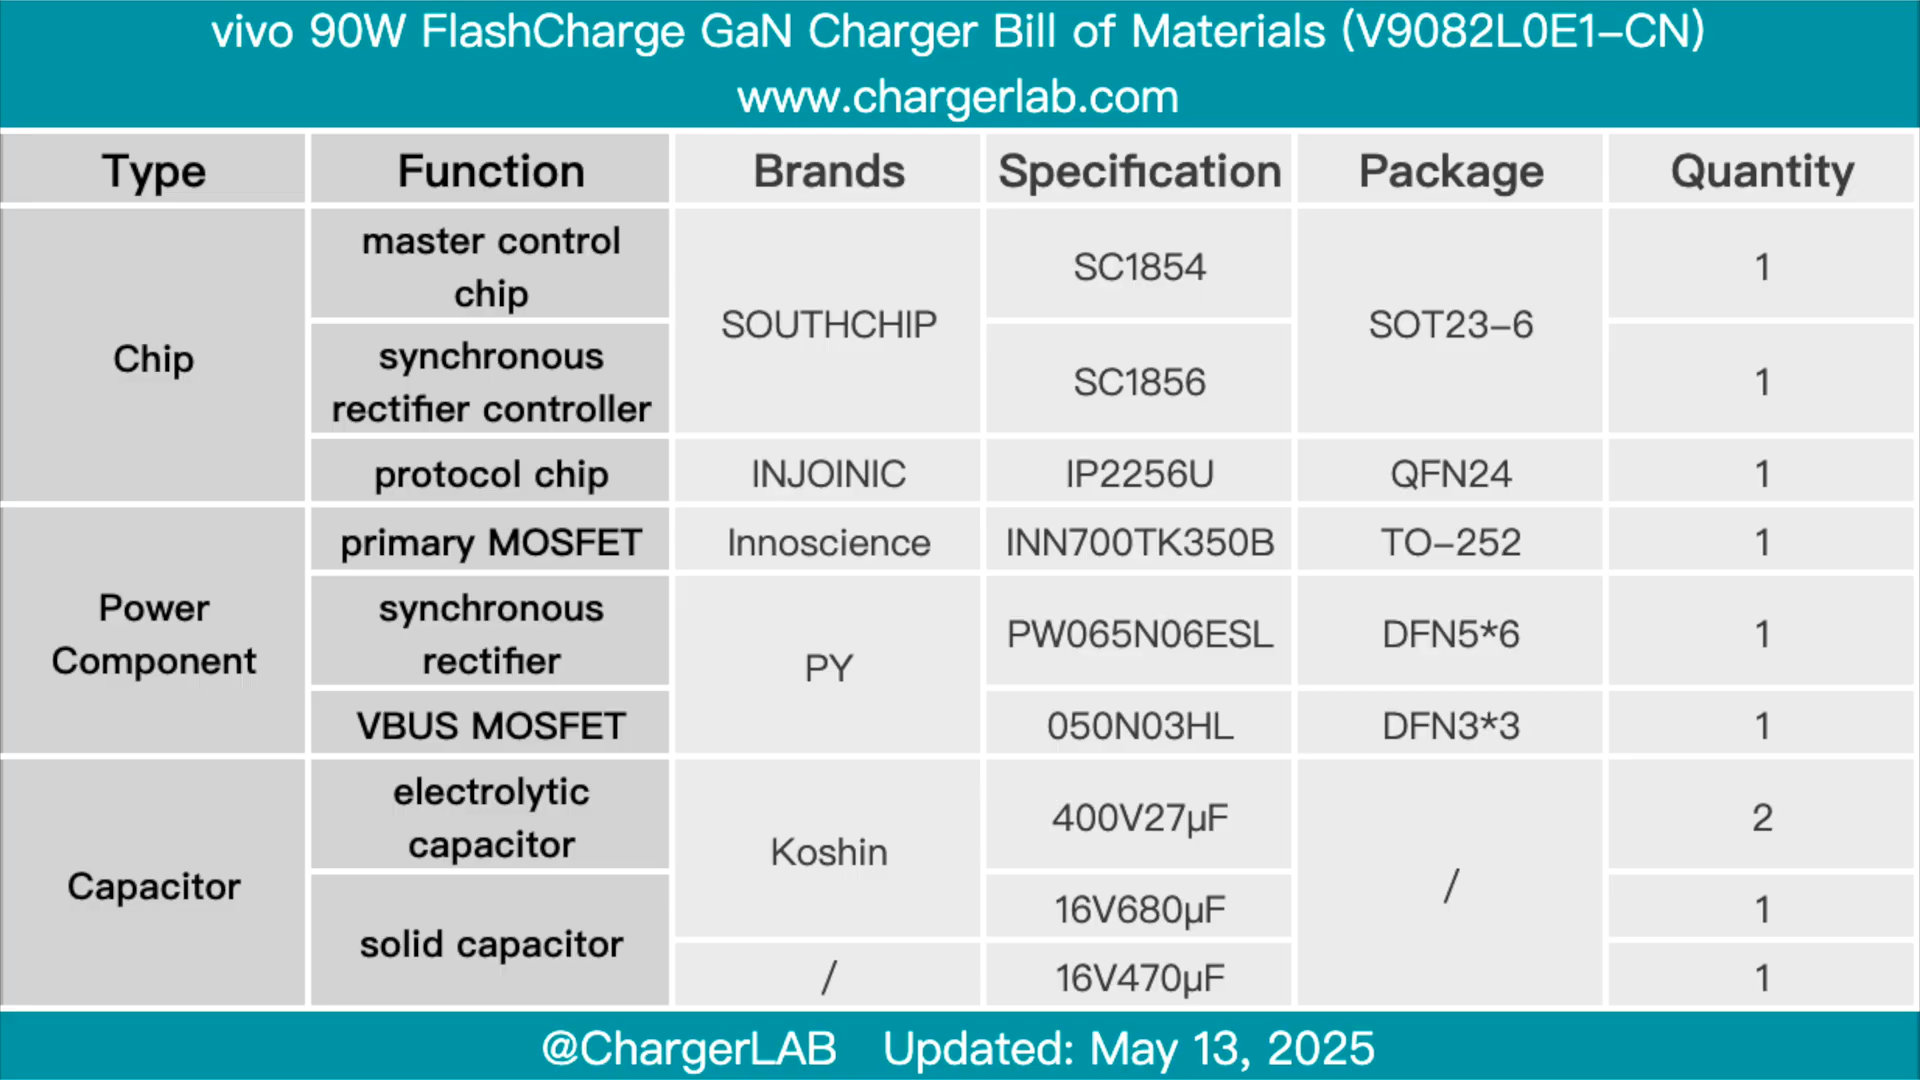 vivo 90W FlashCharge GaN Charger Bill of Materials (V9082L0E1-CN)
www.chargerlab.com
Type Function Brands Specification Package Quantity
Chip
master control
chip
SOUTHCHIP
SC1854
SOT23-6
1
synchronous
rectifier controller
SC1856
1
protocol chip
INJOINIC
IP2256U
QFN24
1
Power
Component
primary MOSFET
Innoscience
INN700TK350B
TO-252
1
synchronous
rectifier
PY
PW065N06ESL
DFN5*6
1
VBUS MOSFET
050N03HL
DFN3*3
1
Capacitor
electrolytic
capacitor
Koshin
400V27μF
/
2
solid capacitor
16V680μF
1
/
16V470μF
1
@ChargerLAB Updated: May 13, 2025